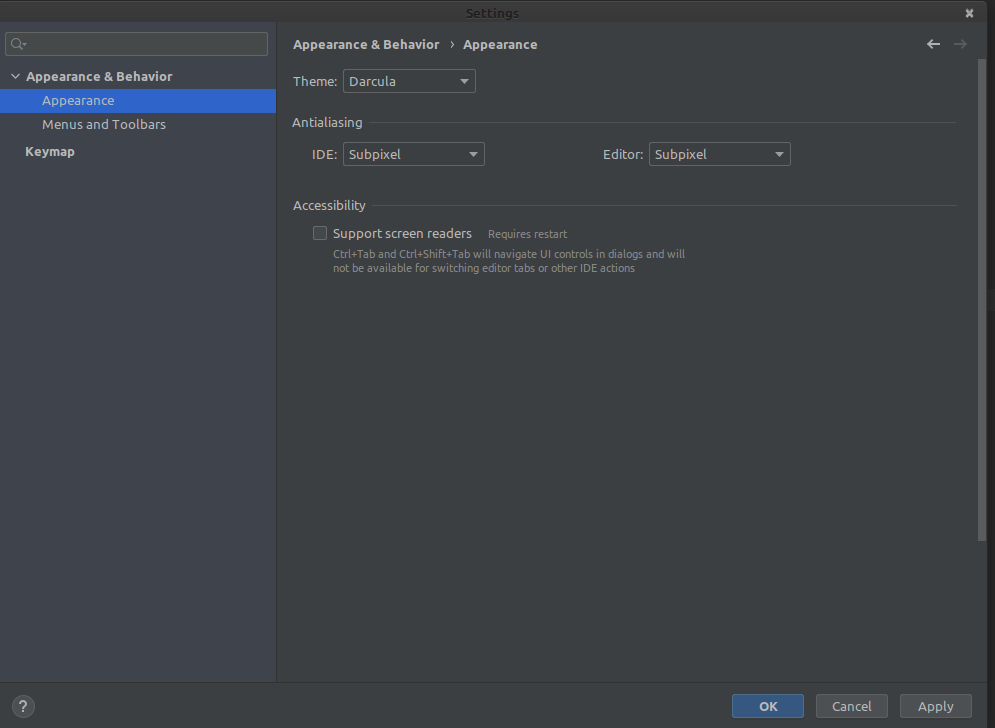 Settings
Appearance & Behavior › Appearance
Appearance & Behavior
Appearance
Menus and Toolbars
Keymap
Theme: Darcula
Antialiasing
IDE: Subpixel Editor: Subpixel
Accessibility
Support screen readers Requires restart
Ctrl+Tab and Ctrl+Shift+Tab will navigate UI controls in dialogs and will
not be available for switching editor tabs or other IDE actions
? OK Cancel Apply